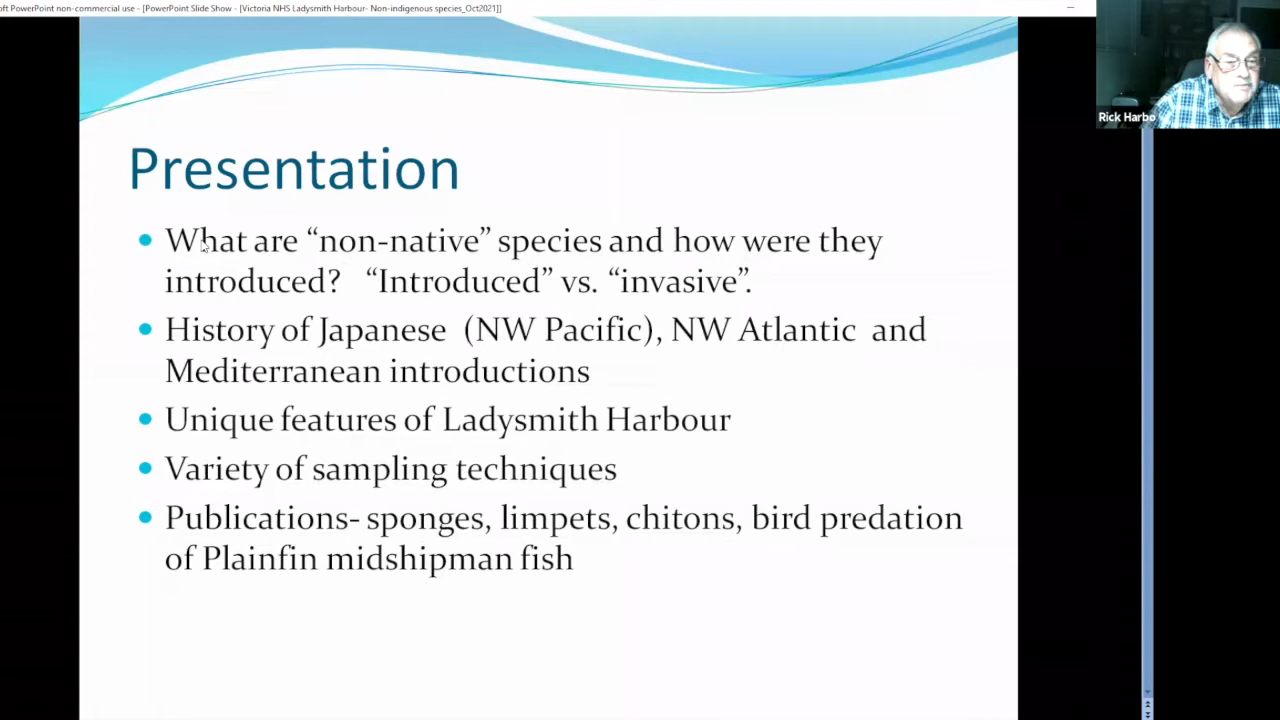 oft PowerPoint non-commercial use - [PowerPoint Slide Show - [Victoria NHS Ladysmith Harbour- Non-indigenous species_Oct2021]]
Rick Harbo
Presentation
What are “non-native” species and how were they
introduced? “Introduced” vs. “invasive”.
History of Japanese (NW Pacific), NW Atlantic and
Mediterranean introductions
Unique features of Ladysmith Harbour
Variety of sampling techniques
Publications- sponges, limpets, chitons, bird predation
of Plainfin midshipman fish